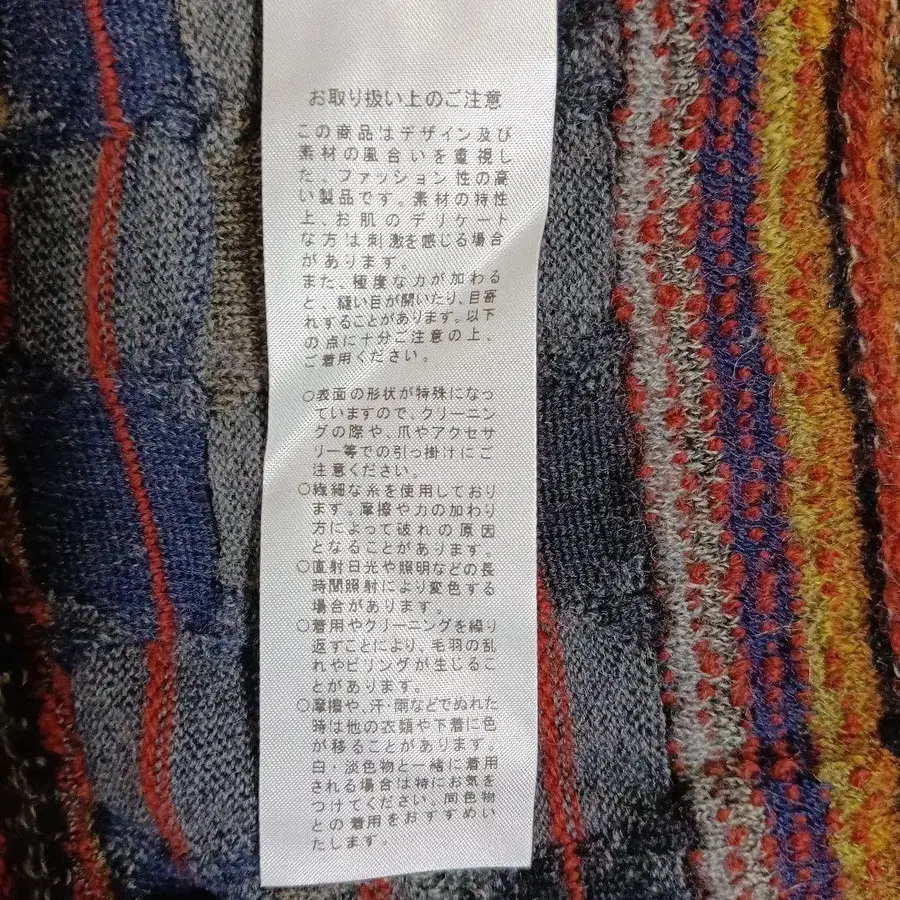 お取り扱い上のご注意
この商品はデザイン及び
素材の風合いを重視し
た、ファッション性の高
い製品です。素材の特性
上、お肌のデリケート
な方は刺激を感じる場合
があります。
また、極度な力が加わる
と、縫い目が開いたり、目寄
れすることがあります。以下
の点に十分ご注意の上、
ご着用ください。
○表面の形状が特殊になっ
ていますので、クリーニン
グの際や、爪やアクセサ
リー等での引っ掛けにご
注意ください。
○繊細な糸を使用しており
ます。摩擦や力の加わり
方によって破れの原因
となることがあります。
○直射日光や照明などの長
時間照射により変色する
場合があります。
○着用やクリーニングを繰り
返すことにより、毛羽の乱
れやピリングが生じるこ
とがあります。
○摩擦や、汗・雨などでぬれた
時は他の衣類や下着に色
が移ることがあります。
白・淡色物と一緒に着用
される場合は特にお気を
つけてください。同色物
との着用をおすすめい
たします。